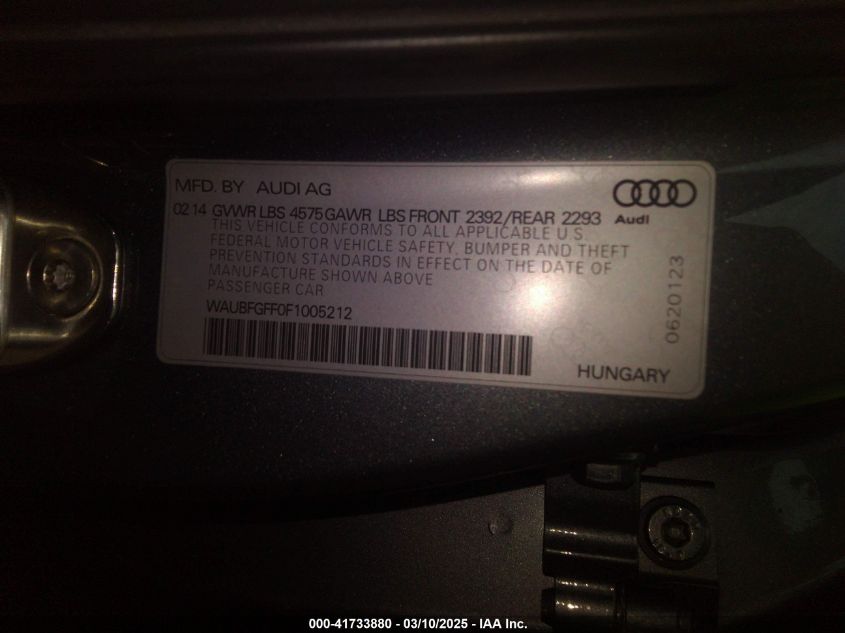 MFD. BY AUDI AG
02 14 GVWR LBS 4575 GAWR LBS FRONT 2392/REAR 2293
Audi
THIS VEHICLE CONFORMS TO ALL APPLICABLE U.S.
FEDERAL MOTOR VEHICLE SAFETY, BUMPER AND THEFT
PREVENTION STANDARDS IN EFFECT ON THE DATE OF
MANUFACTURE SHOWN ABOVE
PASSENGER CAR
WAUBFGFF0F1005212
0620123
HUNGARY
000-41733880 - 03/10/2025 - IAA Inc.